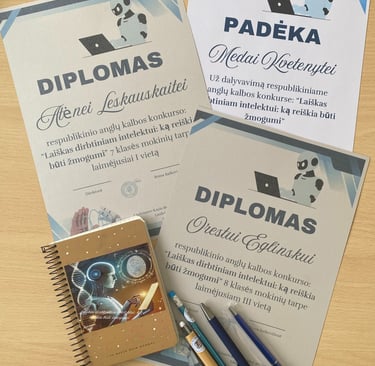 DIPLOMAS
Atėnei Leskauskaitei
respublikinio anglų kalbos konkurso:
"Laiškas dirbtiniam intelektui: ką reiškia
būti žmogumi" 7 klasės mokinių tarpe
laimėjusiai I vietą
PADĖKA
Medai Kvetenytei
Už dalyvavimą respublikiniame
anglų kalbos konkurse: "Laiškas
dirbtiniam intelektui: ką reiškia būti
žmogumi"
DIPLOMAS
Orestui Eglinskui
respublikinio anglų kalbos konkurso:
"Laiškas dirbtiniam intelektui: ką reiškia
būti žmogumi" 8 klasės mokinių tarpe
laimėjusiam III vietą